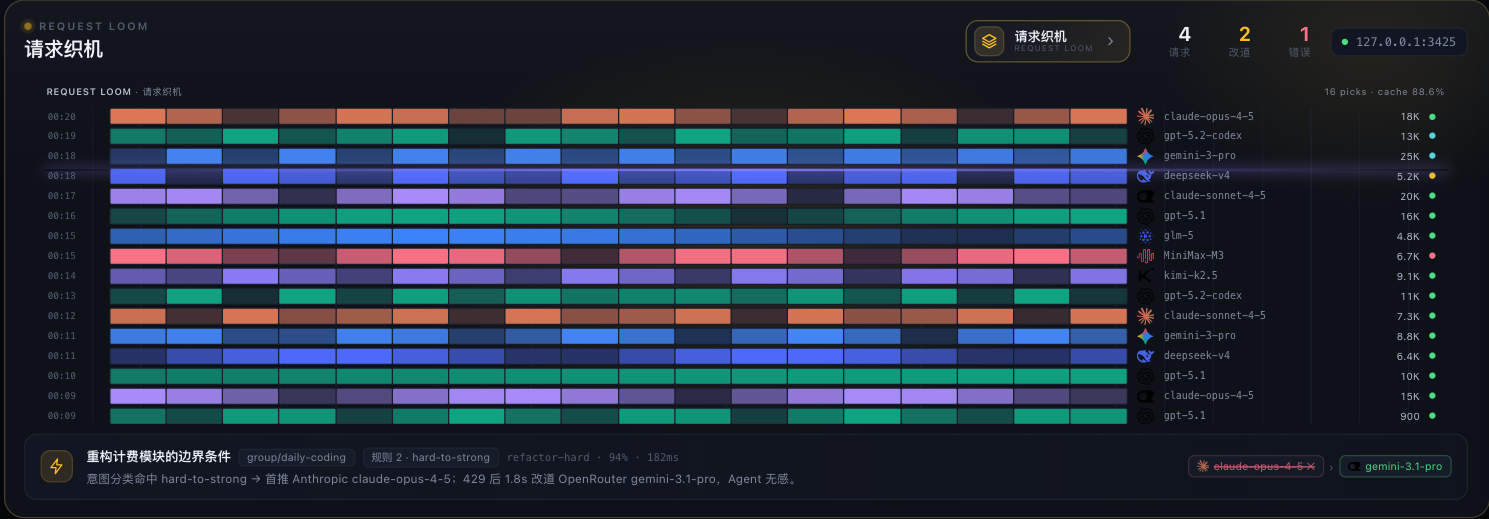 REQUEST LOOM
请求织机
请求织机
REQUEST LOOM
4 请求
2 改道
1 错误
127.0.0.1:3425
REQUEST LOOM · 请求织机
16 picks · cache 88.6%
00:20 claude-opus-4-5 18K
00:19 gpt-5.2-codex 13K
00:18 gemini-3-pro 25K
00:18 deepseek-v4 5.2K
00:17 claude-sonnet-4-5 20K
00:16 gpt-5.1 16K
00:15 glm-5 4.8K
00:15 MiniMax-M3 6.7K
00:14 kimi-k2.5 9.1K
00:13 gpt-5.2-codex 11K
00:12 claude-sonnet-4-5 7.3K
00:11 gemini-3-pro 8.8K
00:11 deepseek-v4 6.4K
00:10 gpt-5.1 10K
00:09 claude-opus-4-5 15K
00:09 gpt-5.1 900
重构计费模块的边界条件 group/daily-coding 规则 2 · hard-to-strong refactor-hard · 94% · 182ms
意图分类命中 hard-to-strong → 首推 Anthropic claude-opus-4-5；429 后 1.8s 改道 OpenRouter gemini-3.1-pro，Agent 无感。
claude-opus-4-5 ✕ › gemini-3.1-pro